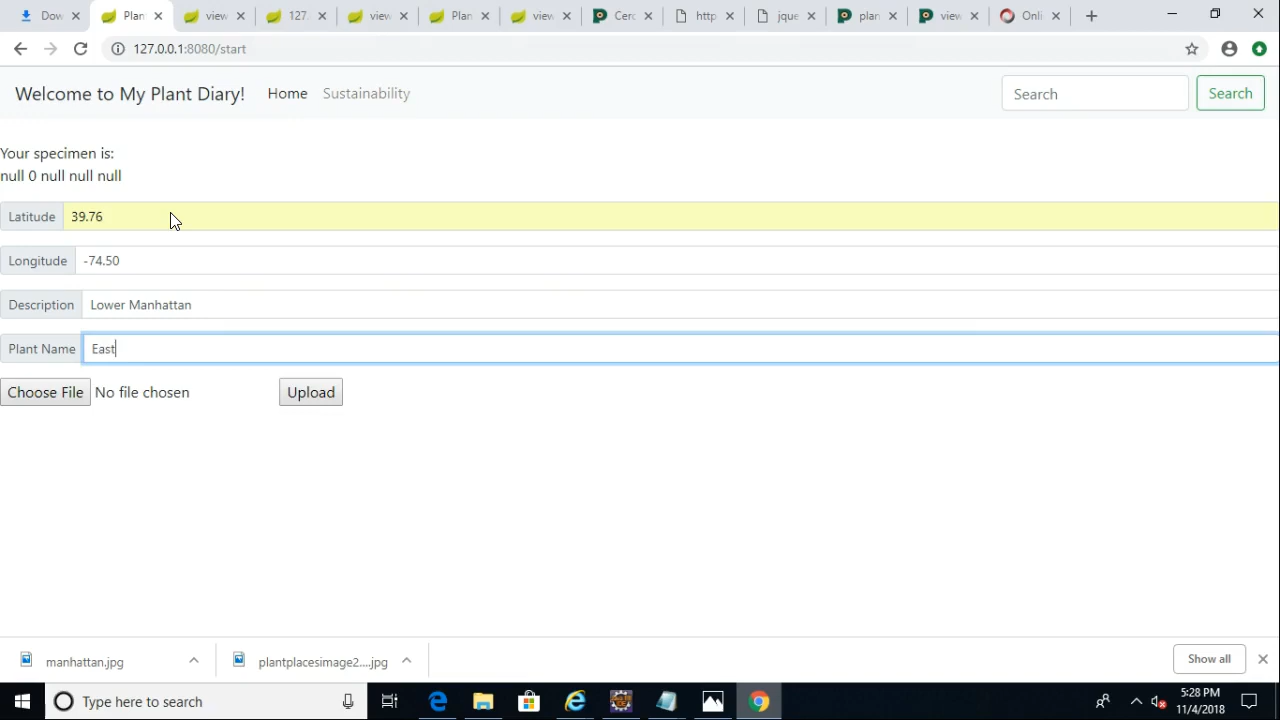 Dow
Plan
view
127.
view
Plan
view
Cerc
http
jque
plan
view
Onli
127.0.0.1:8080/start
Welcome to My Plant Diary!
Home
Sustainability
Search
Search
Your specimen is:
null 0 null null null
Latitude
39.76
Longitude
-74.50
Description
Lower Manhattan
Plant Name
East
Choose File
No file chosen
Upload
manhattan.jpg
plantplacesimage2....jpg
Show all
Type here to search
5:28 PM
11/4/2018